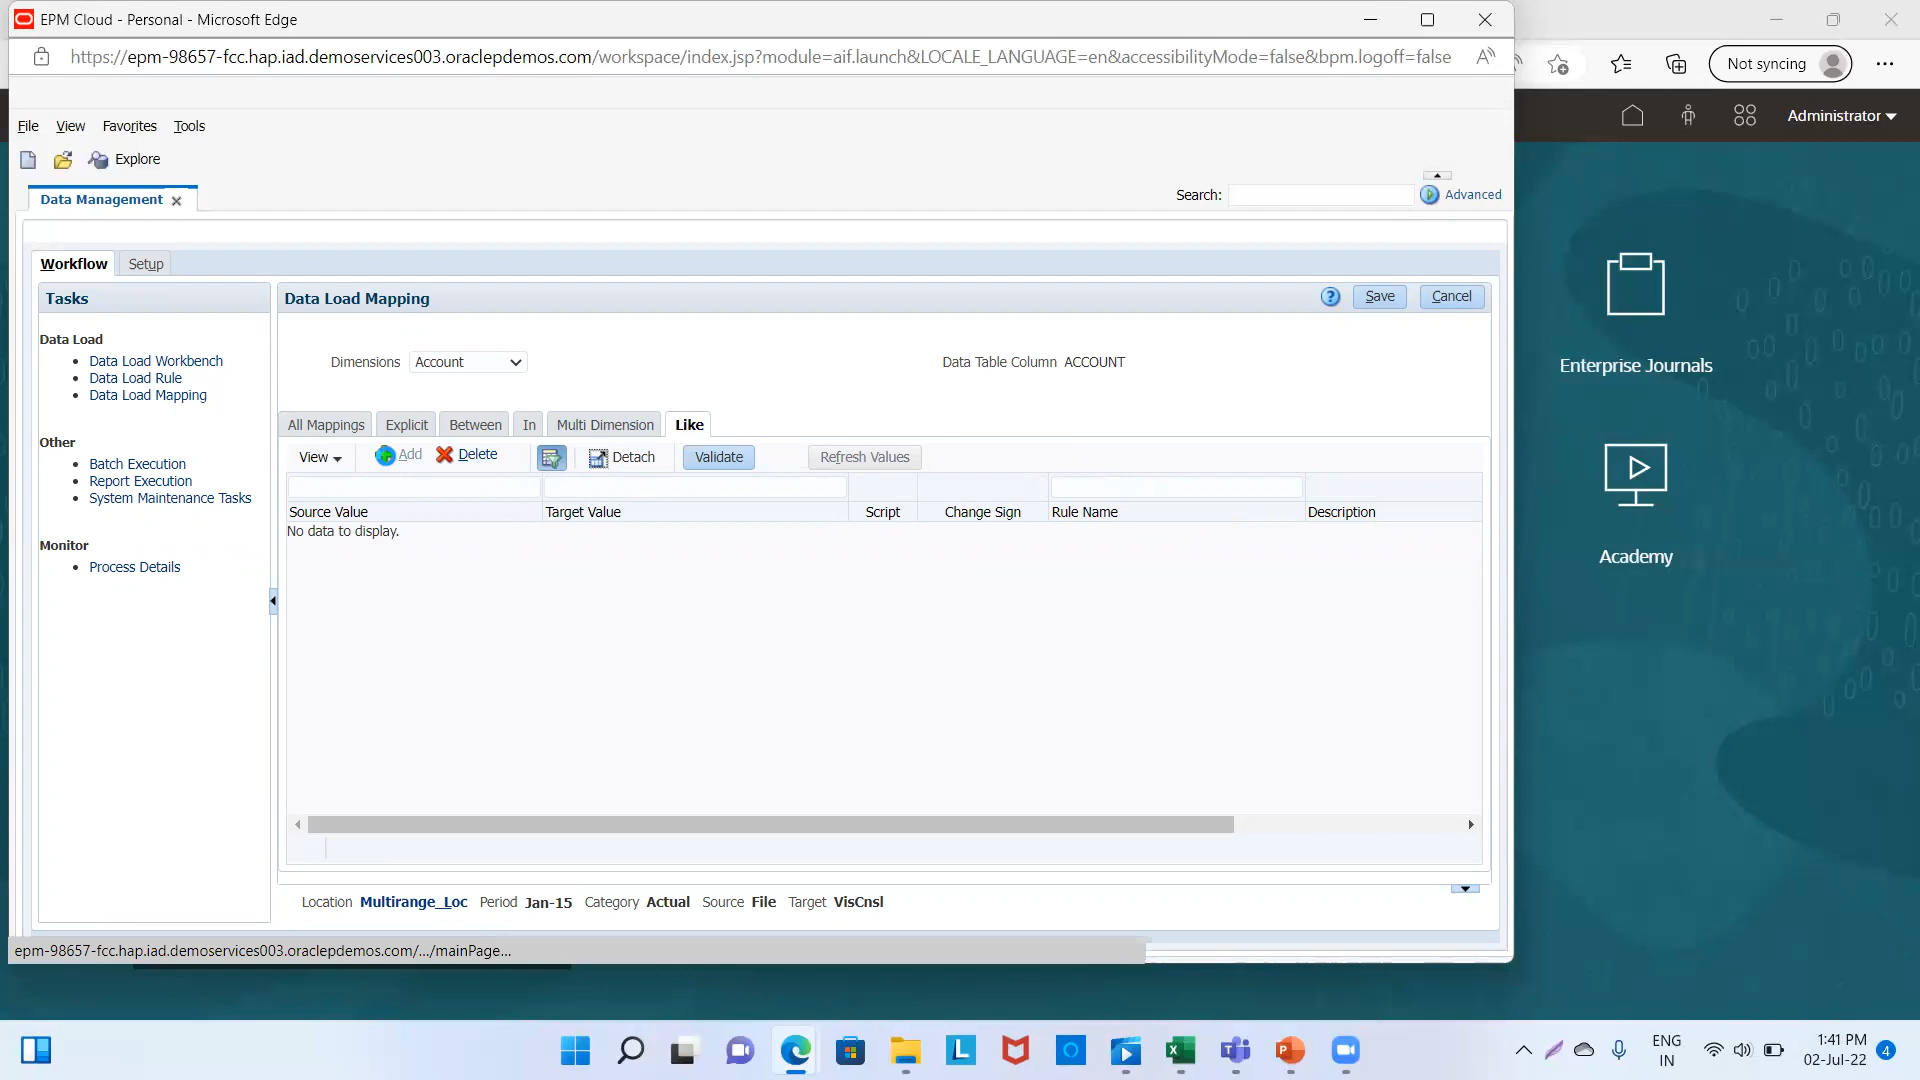 EPM Cloud - Personal - Microsoft Edge
https://epm-98657-fcc.hap.iad.demoservices003.oraclepdemos.com/workspace/index.jsp?module=aif.launch&LOCALE_LANGUAGE=en&accessibilityMode=false&bpm.logoff=false
Not syncing
Administrator
File View Favorites Tools
Explore
Data Management
Search: Advanced
Workflow Setup
Tasks
Data Load
Data Load Workbench
Data Load Rule
Data Load Mapping
Other
Batch Execution
Report Execution
System Maintenance Tasks
Monitor
Process Details
Data Load Mapping
Save Cancel
Dimensions Account Data Table Column ACCOUNT
All Mappings Explicit Between In Multi Dimension Like
View Add Delete Detach Validate Refresh Values
Source Value Target Value Script Change Sign Rule Name Description
No data to display.
Location Multirange_Loc Period Jan-15 Category Actual Source File Target VisCnsl
epm-98657-fcc.hap.iad.demoservices003.oraclepdemos.com/.../mainPage...
Enterprise Journals
Academy
ENG
IN
1:41 PM
02-Jul-22
4